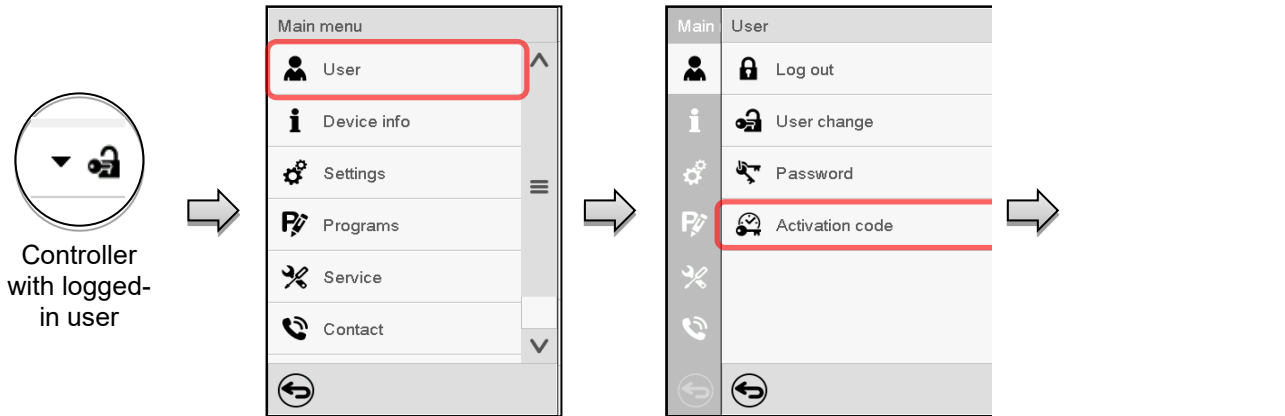 Controller
with logged-
in user
Main menu
User
Device info
Settings
Programs
Service
Contact
Main
User
Log out
User change
Password
Activation code